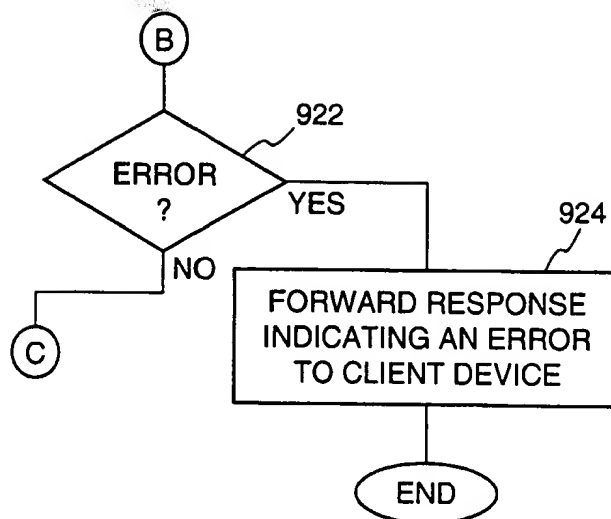 B
922
ERROR
?
YES
924
NO
FORWARD RESPONSE
INDICATING AN ERROR
TO CLIENT DEVICE
C
END